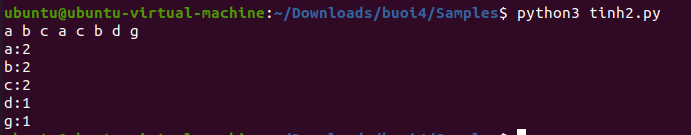 ubuntu@ubuntu-virtual-machine:~/Downloads/buoi4/Samples$ python3 tinh2.py
a b c a c b d g
a:2
b:2
c:2
d:1
g:1